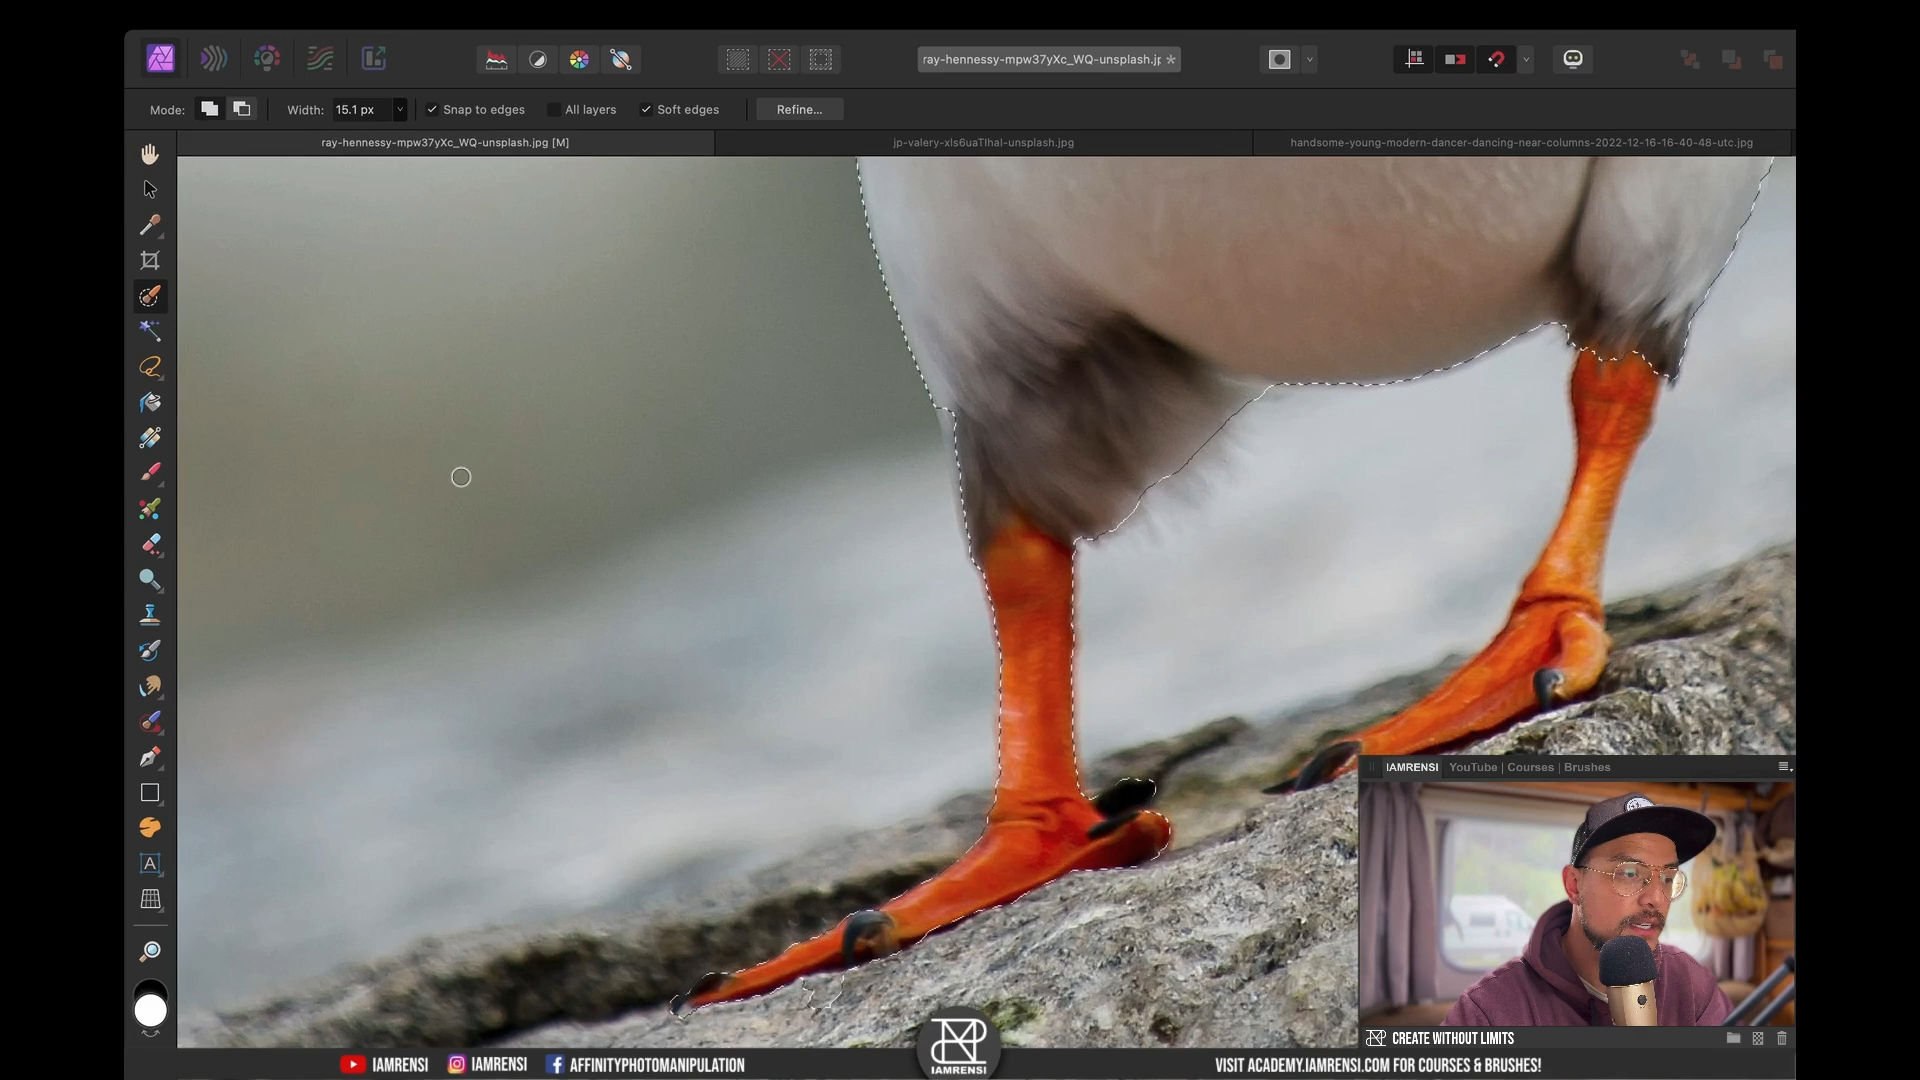 ray-hennessy-mpw37yXc_WQ-unsplash.jp *
Mode:
Width: 15.1 px
Snap to edges
All layers
Soft edges
Refine...
ray-hennessy-mpw37yXc_WQ-unsplash.jpg [M]
jp-valery-xls6uaTIhaI-unsplash.jpg
handsome-young-modern-dancer-dancing-near-columns-2022-12-16-16-40-48-utc.jpg
A
IAMRENSI
YouTube | Courses | Brushes
CREATE WITHOUT LIMITS
IAMRENSI
IAMRENSI
AFFINITYPHOTOMANIPULATION
IAMRENSI
VISIT ACADEMY.IAMRENSI.COM FOR COURSES & BRUSHES!